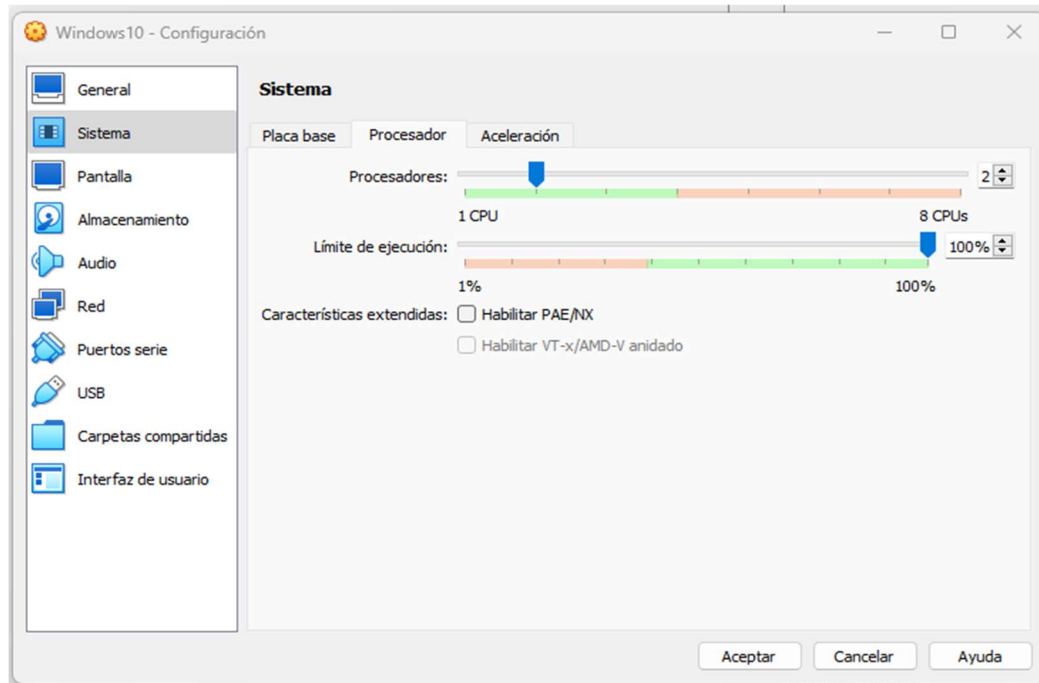 Windows10 - Configuración
General
Sistema
Pantalla
Almacenamiento
Audio
Red
Puertos serie
USB
Carpetas compartidas
Interfaz de usuario
Sistema
Placa base Procesador Aceleración
Procesadores: 2
1 CPU 8 CPUs
Límite de ejecución: 100%
1% 100%
Características extendidas: Habilitar PAE/NX
Habilitar VT-x/AMD-V anidado
Aceptar Cancelar Ayuda